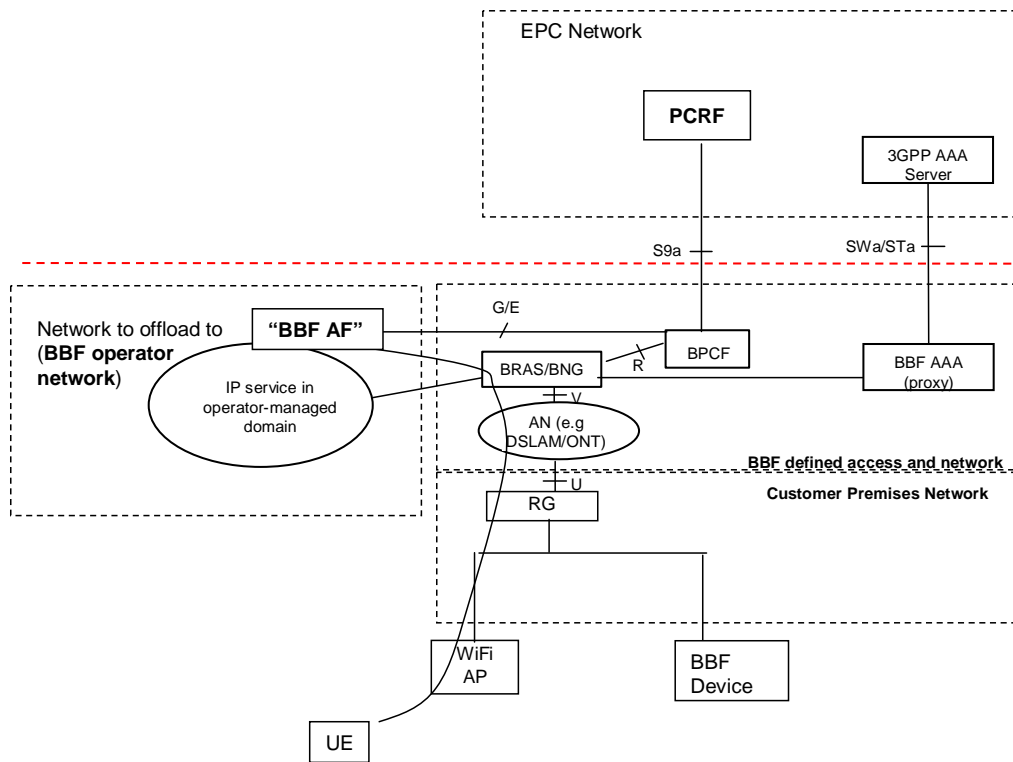 EPC Network
PCRF
3GPP AAA
Server
S9a
SWa/STa
G/E
Network to offload to
(BBF operator
network)
“BBF AF”
BPCF
R
BRAS/BNG
BBF AAA
(proxy)
IP service in
operator-managed
domain
V
AN (e.g
DSLAM/ONT)
BBF defined access and network
U
Customer Premises Network
RG
WiFi
AP
BBF
Device
UE